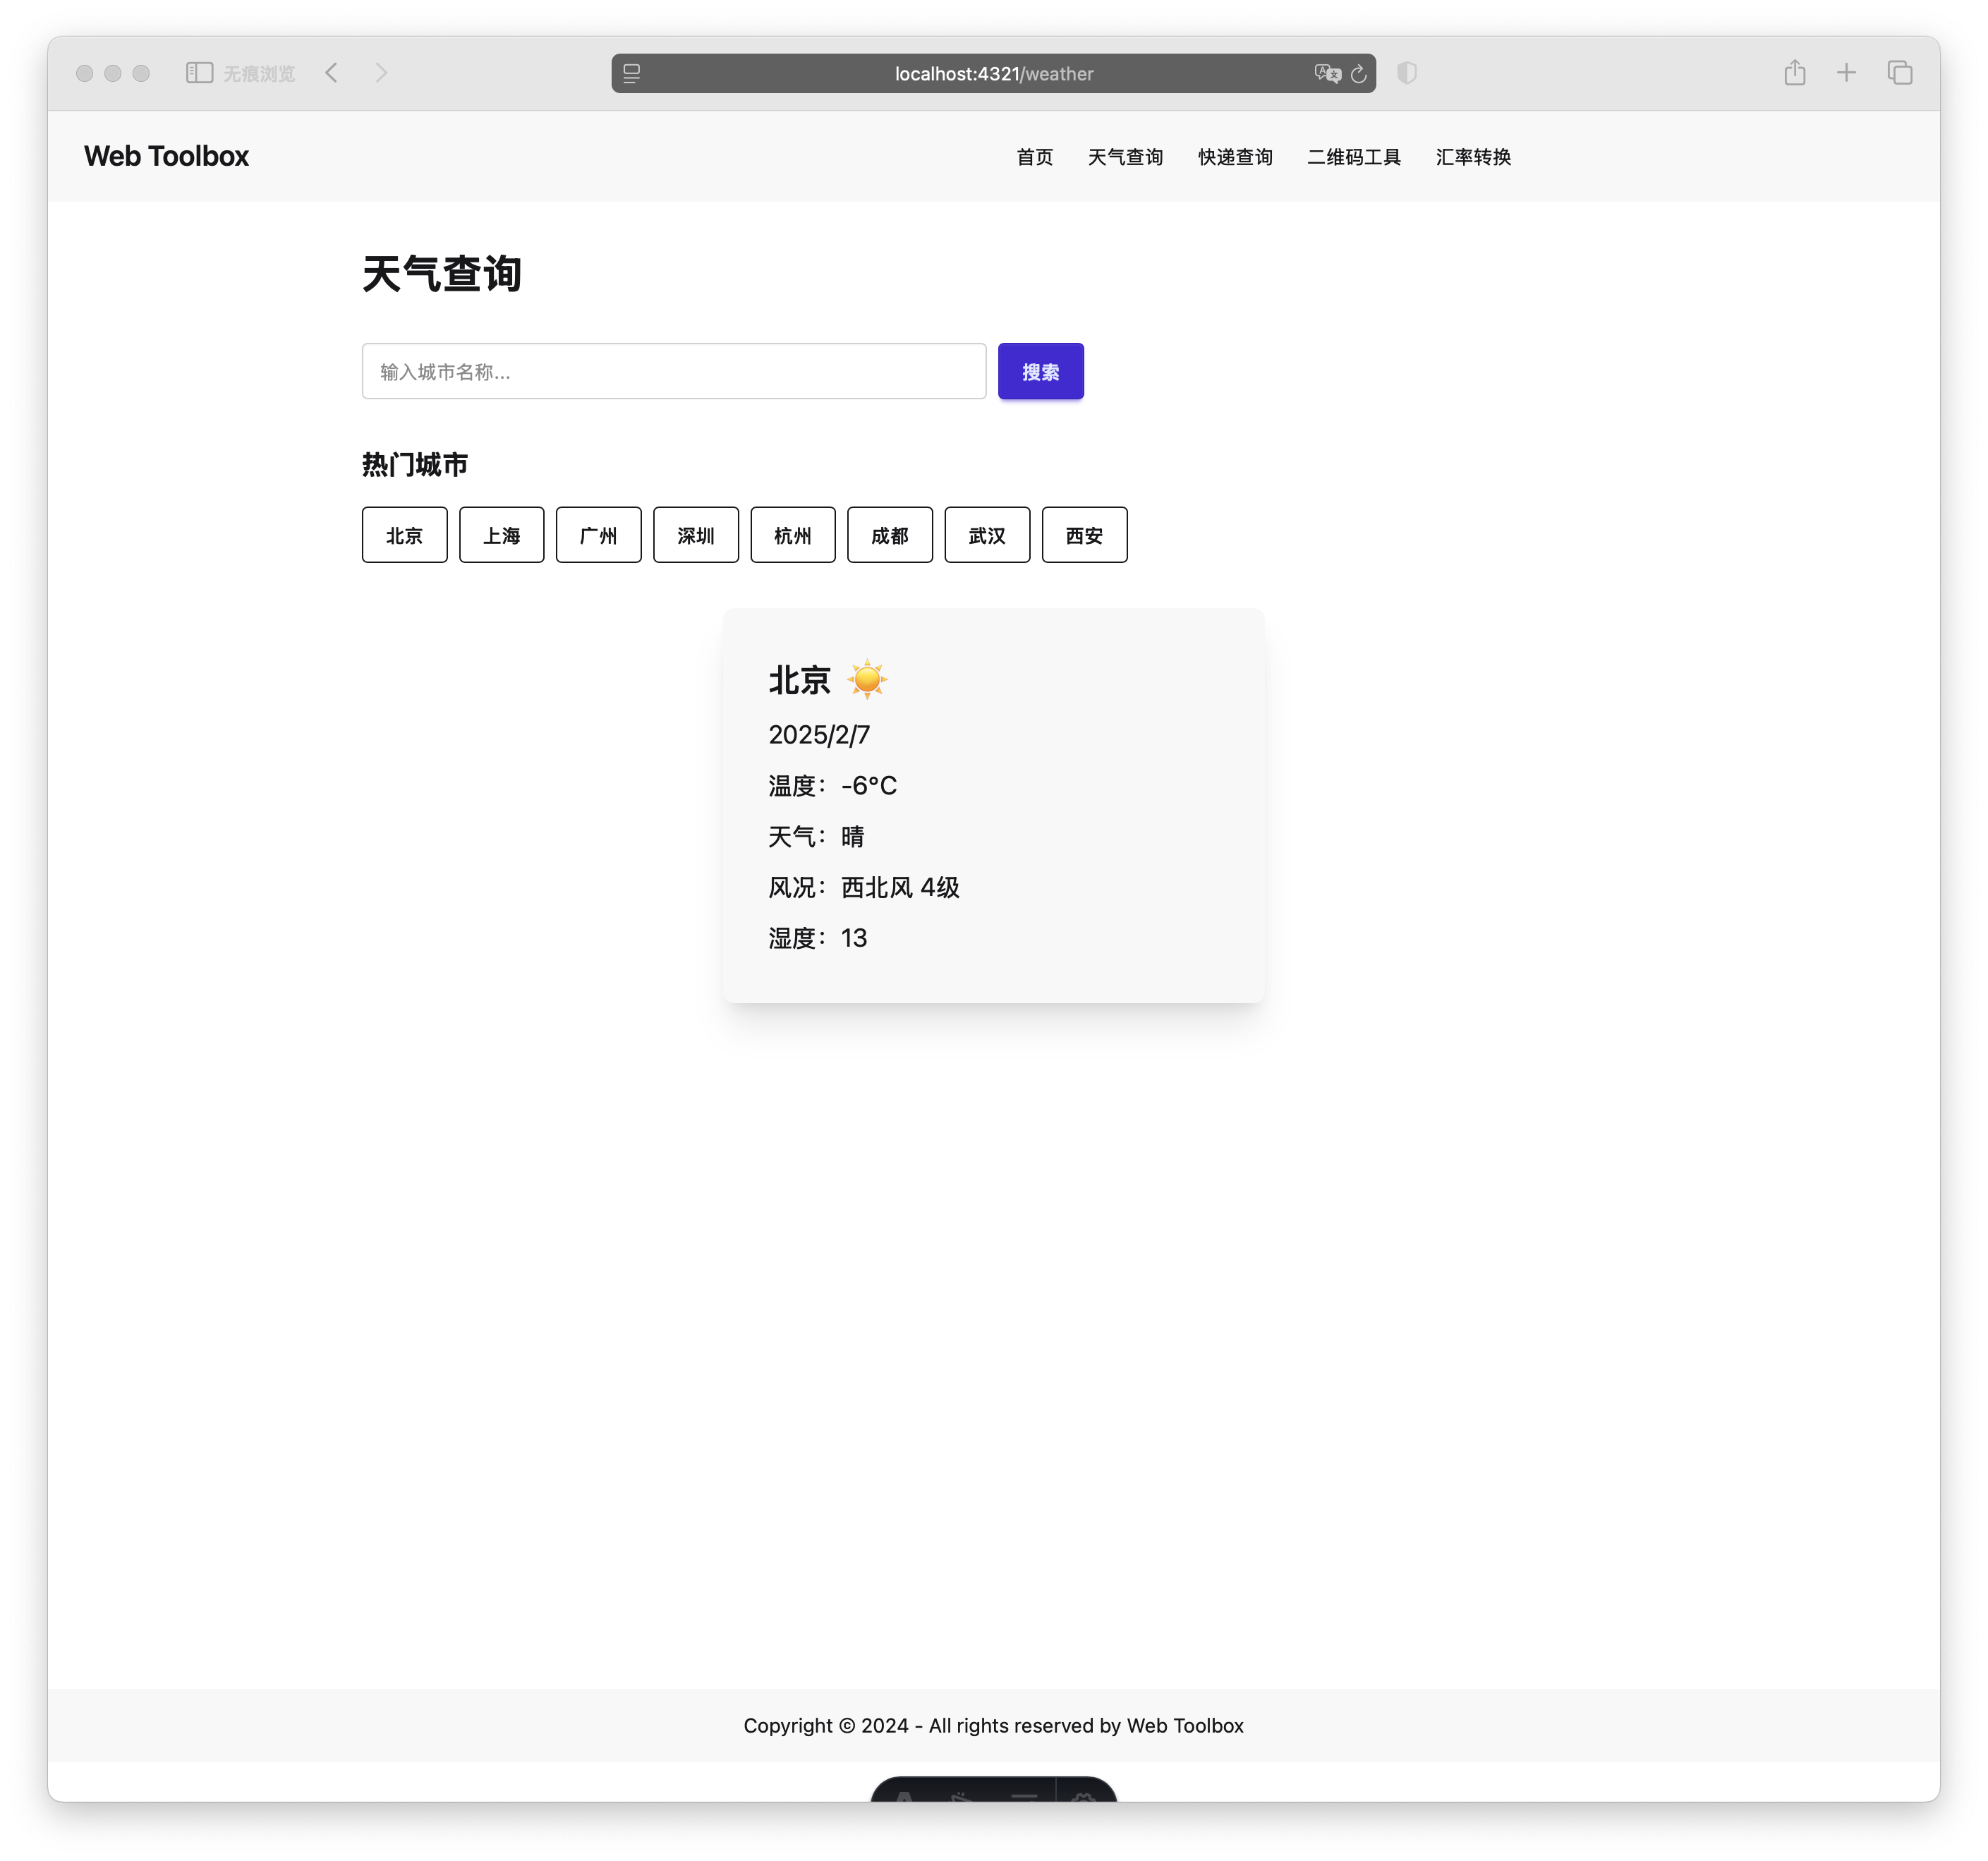 无痕浏览
localhost:4321/weather
Web Toolbox
首页 天气查询 快递查询 二维码工具 汇率转换
天气查询
输入城市名称...
搜索
热门城市
北京 上海 广州 深圳 杭州 成都 武汉 西安
北京
2025/2/7
温度：-6°C
天气：晴
风况：西北风 4级
湿度：13
Copyright © 2024 - All rights reserved by Web Toolbox